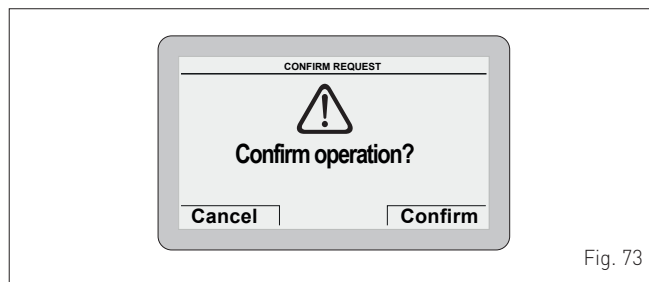 CONFIRM REQUEST
Confirm operation?
Cancel
Confirm
Fig. 73